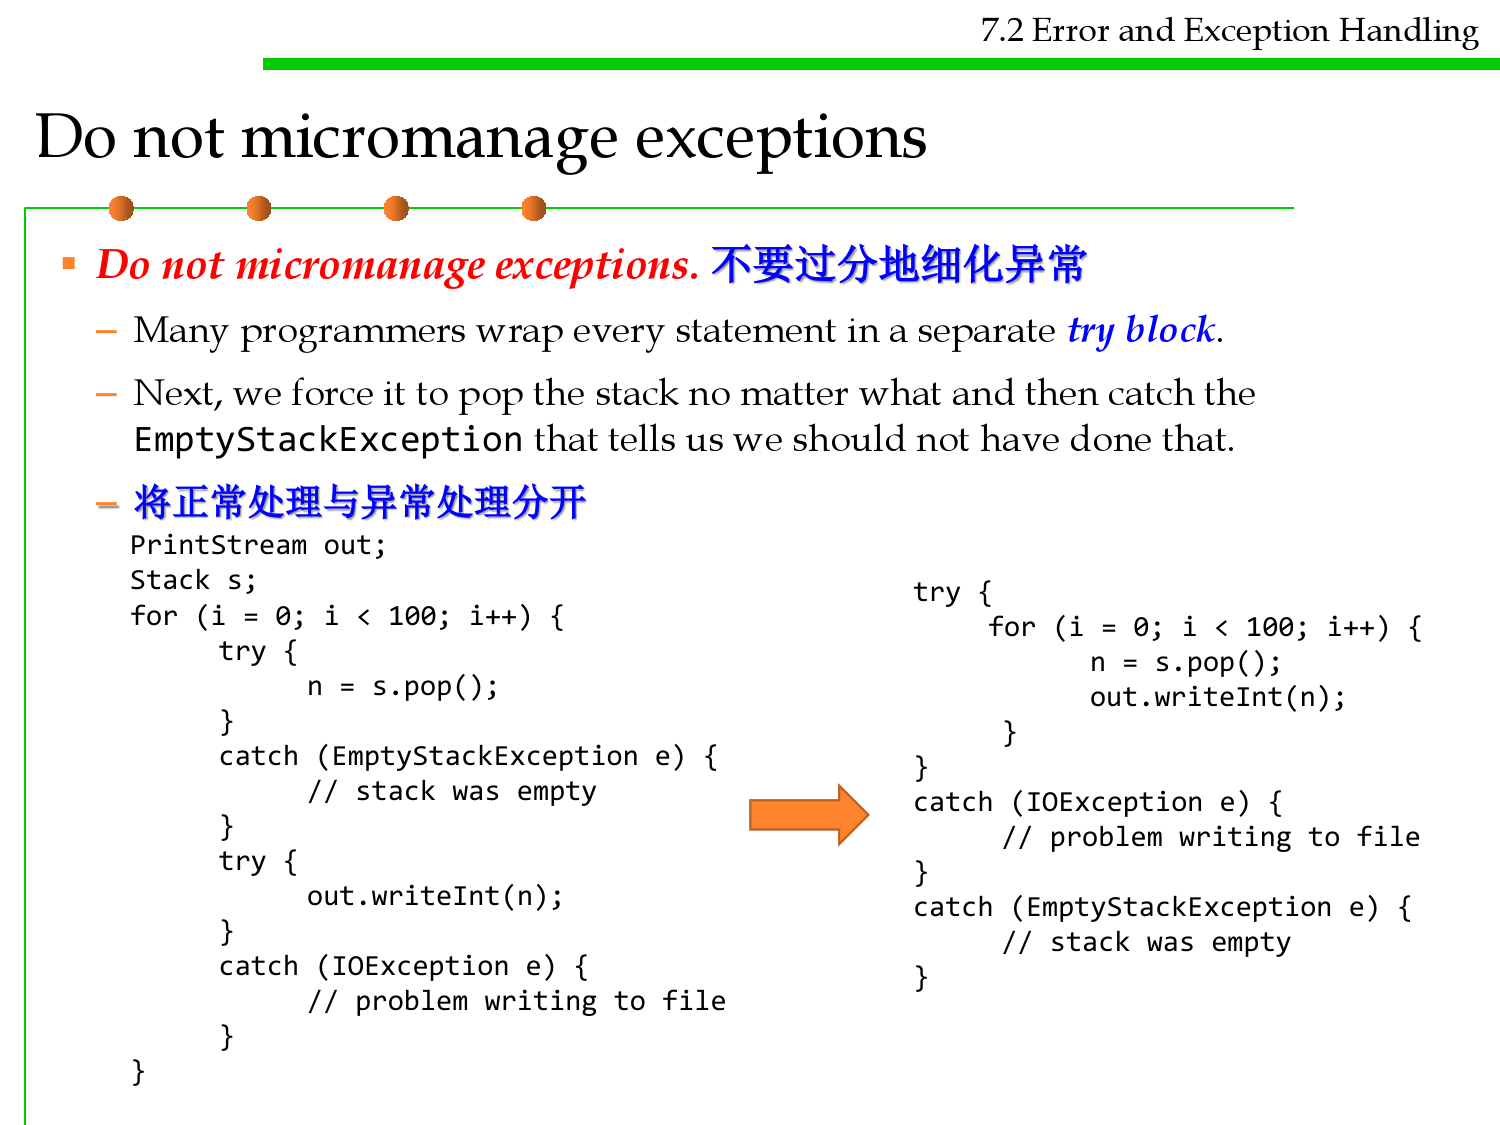 7.2 Error and Exception Handling
Do not micromanage exceptions
▪ Do not micromanage exceptions. 不要过分地细化异常
– Many programmers wrap every statement in a separate try block.
– Next, we force it to pop the stack no matter what and then catch the
EmptyStackException that tells us we should not have done that.
– 将正常处理与异常处理分开
PrintStream out;
Stack s;
for (i = 0; i < 100; i++) {
try {
n = s.pop();
}
catch (EmptyStackException e) {
// stack was empty
}
try {
out.writeInt(n);
}
catch (IOException e) {
// problem writing to file
}
}
try {
for (i = 0; i < 100; i++) {
n = s.pop();
out.writeInt(n);
}
}
catch (IOException e) {
// problem writing to file
}
catch (EmptyStackException e) {
// stack was empty
}